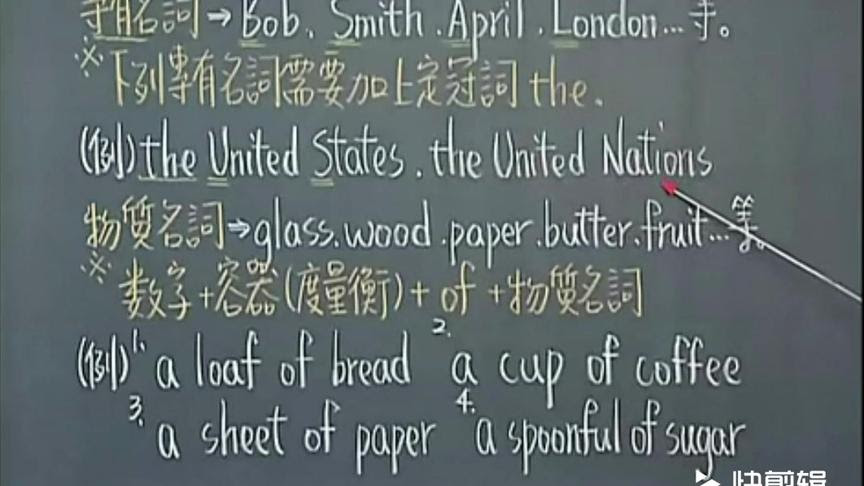 專有名詞→Bob、Smith、April、London…等。
※下列專有名詞需要加上定冠詞 the.
(例) the United States、the United Nations
物質名詞→glass、wood、paper、butter、fruit…等。
※数字+容器(度量衡)+of+物質名詞
(例) 1. a loaf of bread 2. a cup of coffee
3. a sheet of paper 4. a spoonful of sugar
快剪辑